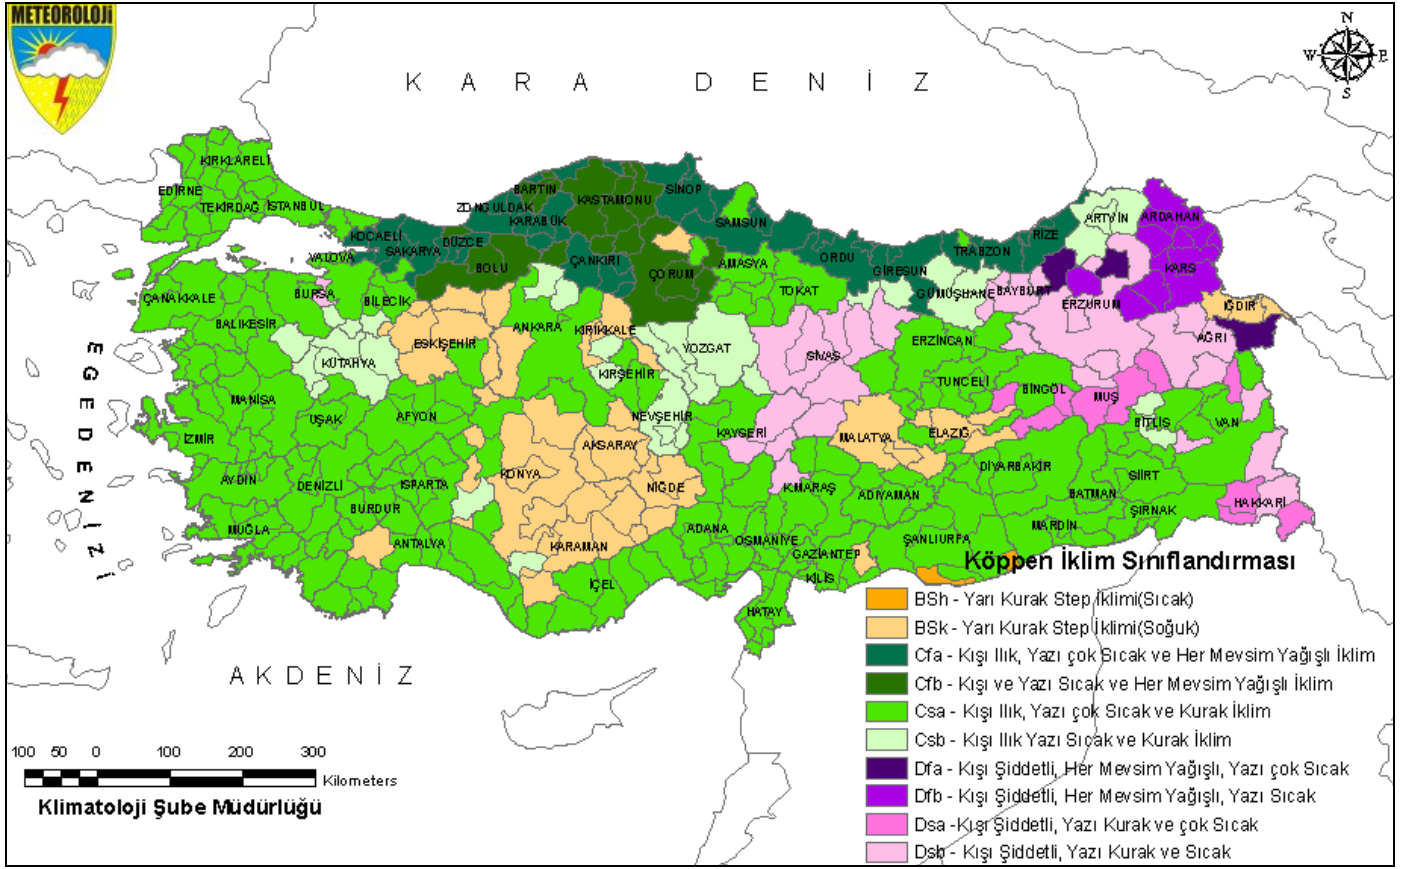 METEOROLOJİ
N
W
E
S
KARA DENİZ
KIRKLARELİ
EDİRNE
TEKİRDAĞ
İSTANBUL
BARTIN
ZONGULDAK
KARABÜK
KASTAMONU
SİNOP
SAMSUN
KOCAELİ
SAKARYA
DÜZCE
BOLU
ÇANKIRI
ÇORUM
AMASYA
ORDU
GİRESUN
TRABZON
RİZE
ARTVİN
ARDAHAN
YALOVA
BURSA
BİLECİK
ÇANAKKALE
BALIKESİR
ESKİŞEHİR
ANKARA
KIRIKKALE
TOKAT
GÜMÜŞHANE
BAYBURT
ERZURUM
KARS
IĞDIR
AĞRI
KÜTAHYA
KIRŞEHİR
YOZGAT
SİVAS
ERZİNCAN
TUNCELİ
BİNGÖL
MUŞ
MANİSA
UŞAK
AFYON
NEVŞEHİR
KAYSERİ
MALATYA
ELAZIĞ
BİTLİS
VAN
İZMİR
AKSARAY
KONYA
NİĞDE
AYDIN
DENİZLİ
ISPARTA
BURDUR
K.MARAŞ
ADIYAMAN
DİYARBAKIR
SİİRT
BATMAN
ŞIRNAK
HAKKARİ
MUĞLA
ANTALYA
KARAMAN
İÇEL
ADANA
OSMANİYE
GAZİANTEP
KİLİS
ŞANLIURFA
MARDİN
HATAY
EGE DENİZİ
AKDENİZ
Köppen İklim Sınıflandırması
BSh - Yarı Kurak Step İklimi(Sıcak)
BSk - Yarı Kurak Step İklimi(Soğuk)
Cfa - Kışı Ilık, Yazı çok Sıcak ve Her Mevsim Yağışlı İklim
Cfb - Kışı ve Yazı Sıcak ve Her Mevsim Yağışlı İklim
Csa - Kışı Ilık, Yazı çok Sıcak ve Kurak İklim
Csb - Kışı Ilık Yazı Sıcak ve Kurak İklim
Dfa - Kışı Şiddetli, Her Mevsim Yağışlı, Yazı çok Sıcak
Dfb - Kışı Şiddetli, Her Mevsim Yağışlı, Yazı Sıcak
Dsa -Kışı Şiddetli, Yazı Kurak ve çok Sıcak
Dsb - Kışı Şiddetli, Yazı Kurak ve Sıcak
100 50 0 100 200 300
Kilometers
Klimatoloji Şube Müdürlüğü